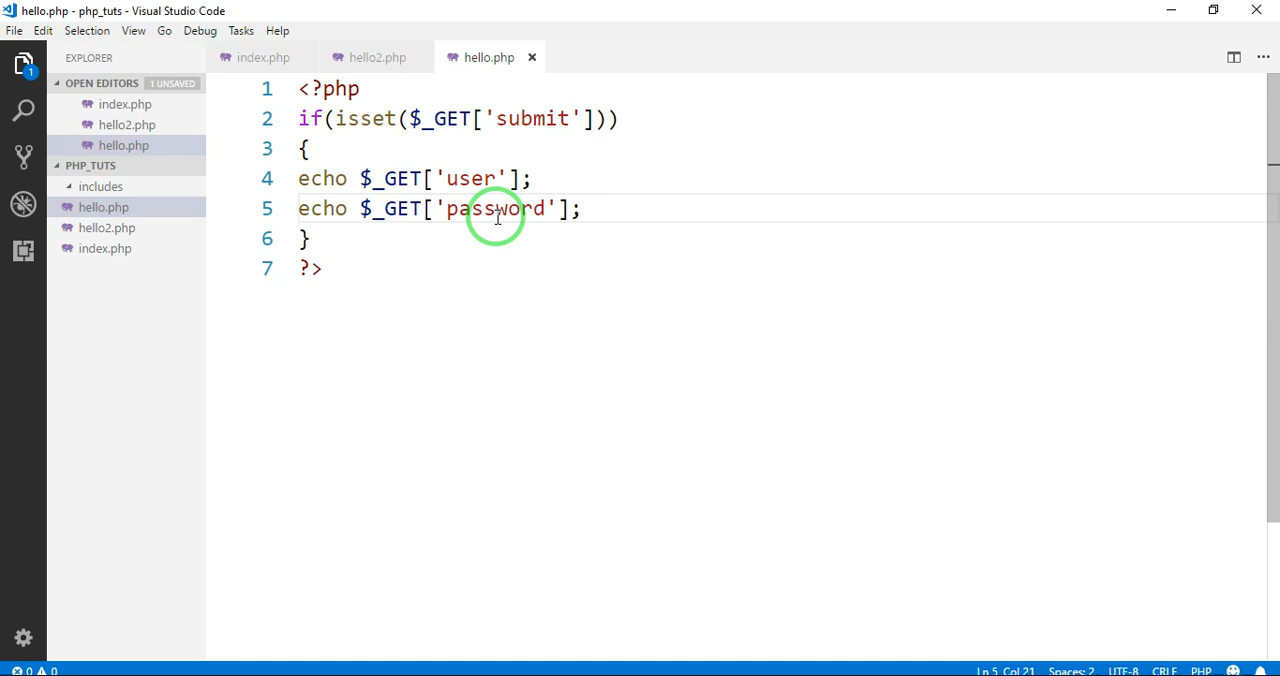 hello.php - php_tuts - Visual Studio Code
File Edit Selection View Go Debug Tasks Help
EXPLORER
index.php hello2.php hello.php
OPEN EDITORS 1 UNSAVED
index.php
hello2.php
hello.php
PHP_TUTS
includes
hello.php
hello2.php
index.php
1
1 <?php
2 if(isset($_GET['submit']))
3 {
4 echo $_GET['user'];
5 echo $_GET['password'];
6 }
7 ?>
0 0 Ln 5, Col 21 Spaces: 2 UTF-8 CRLF PHP